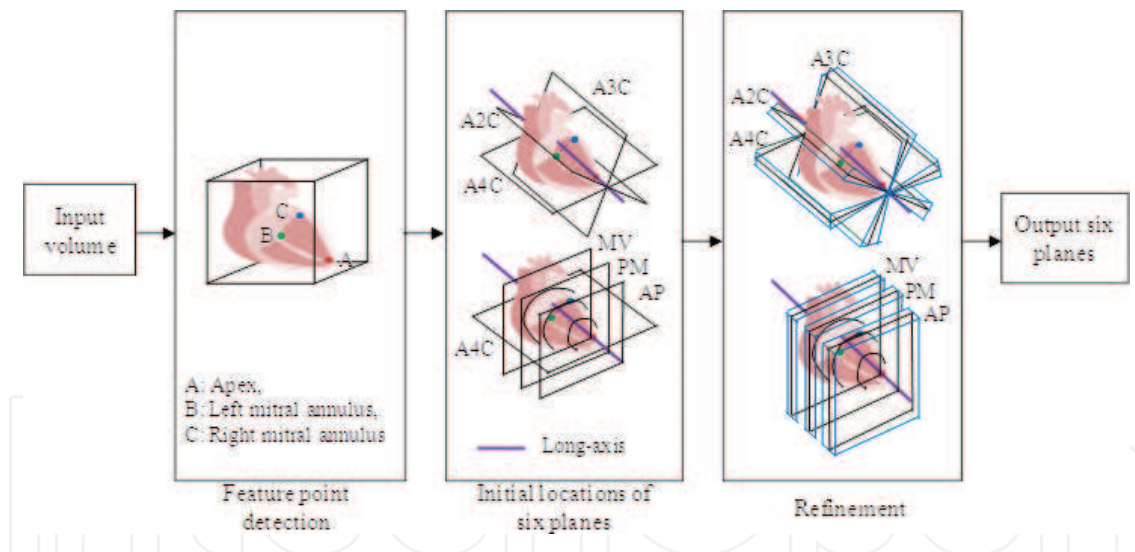 Input
volume
C
B
A
A: Apex,
B: Left mitral annulus,
C: Right mitral annulus
Feature point
detection
A3C
A2C
A4C
MV
PM
AP
A4C
Long-axis
Initial locations of
six planes
A3C
A2C
A4C
MV
PM
AP
Refinement
Output six
planes